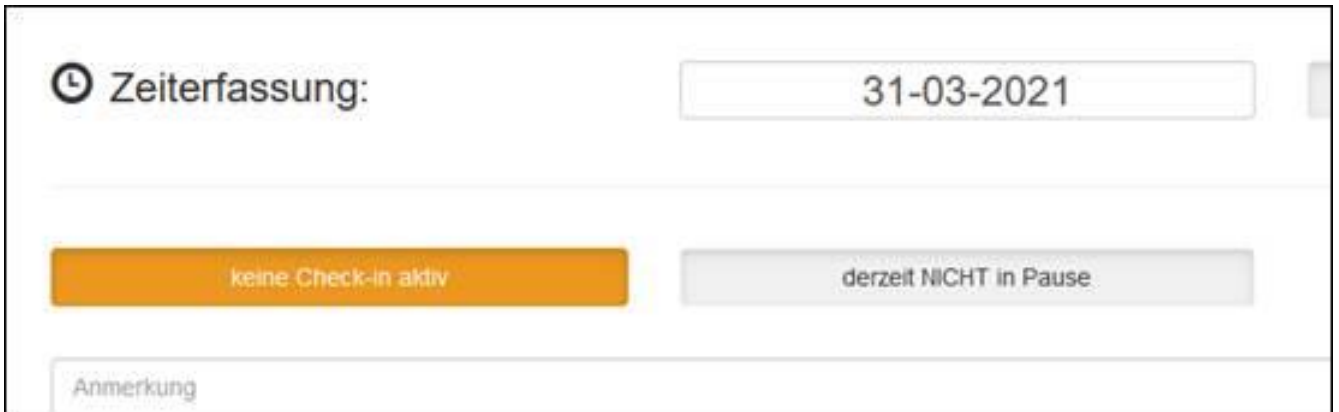 Zeiterfassung: 31-03-2021
keine Check-in aktiv derzeit NICHT in Pause
Anmerkung